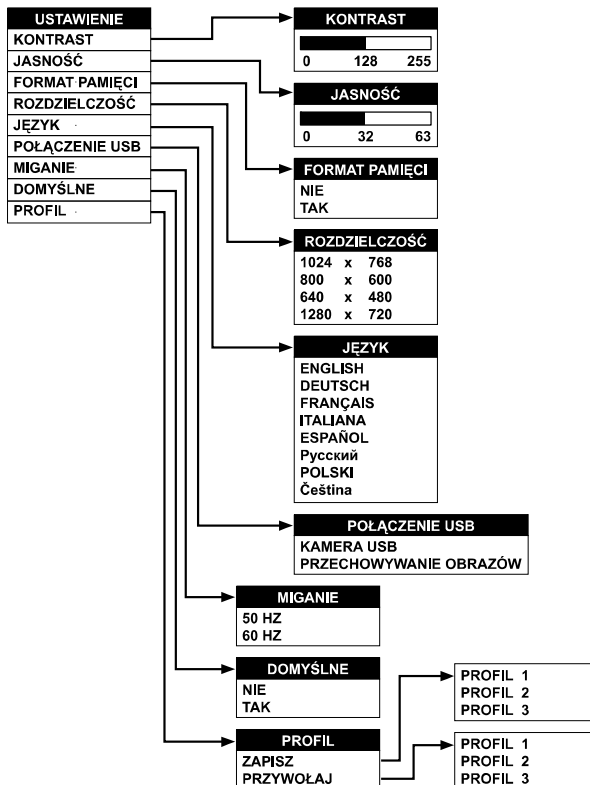 USTAWIENIE
KONTRAST
JASNOŚĆ
FORMAT PAMIĘCI
ROZDZIELCZOŚĆ
JĘZYK
POŁĄCZENIE USB
MIGANIE
DOMYŚLNE
PROFIL
KONTRAST
0 128 255
JASNOŚĆ
0 32 63
FORMAT PAMIĘCI
NIE
TAK
ROZDZIELCZOŚĆ
1024 x 768
800 x 600
640 x 480
1280 x 720
JĘZYK
ENGLISH
DEUTSCH
FRANÇAIS
ITALIANA
ESPAÑOL
Русский
POLSKI
Čeština
POŁĄCZENIE USB
KAMERA USB
PRZECHOWYWANIE OBRAZÓW
MIGANIE
50 HZ
60 HZ
DOMYŚLNE
NIE
TAK
PROFIL
ZAPISZ
PRZYWOŁAJ
PROFIL 1
PROFIL 2
PROFIL 3
PROFIL 1
PROFIL 2
PROFIL 3